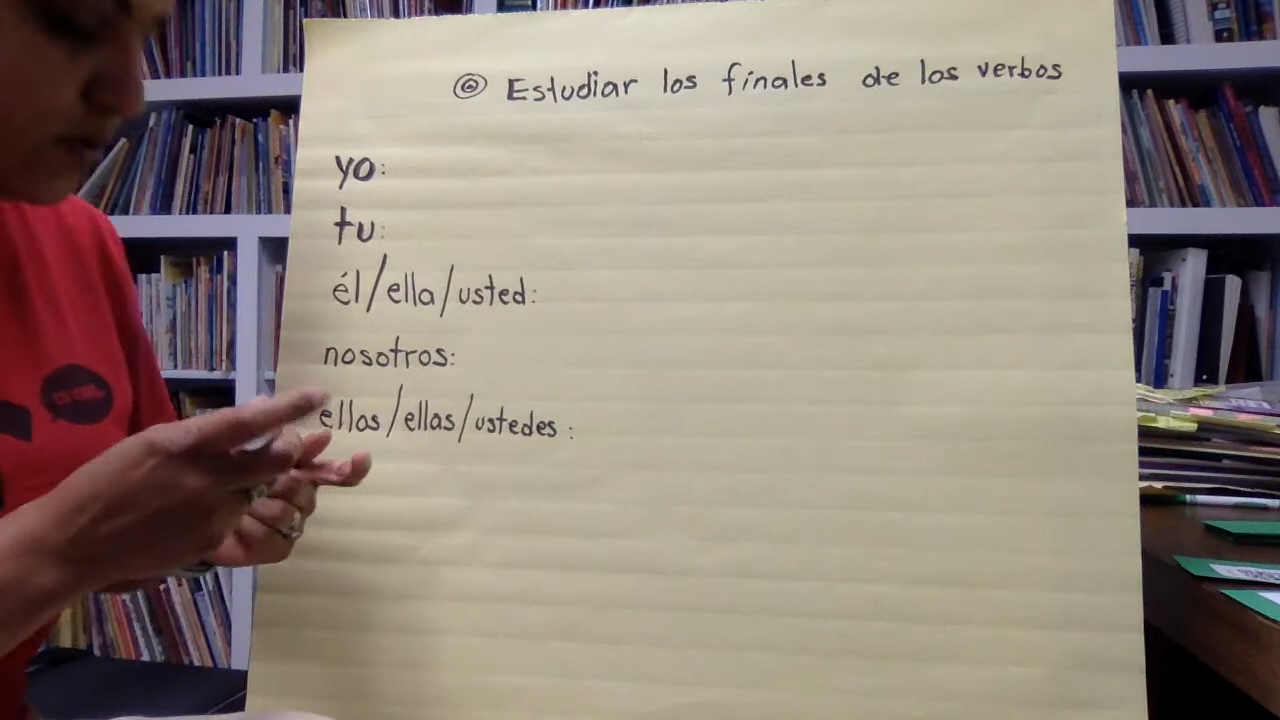 ◎ Estudiar los finales de los verbos
yo:
tu:
él/ella/usted:
nosotros:
ellos/ellas/ustedes: